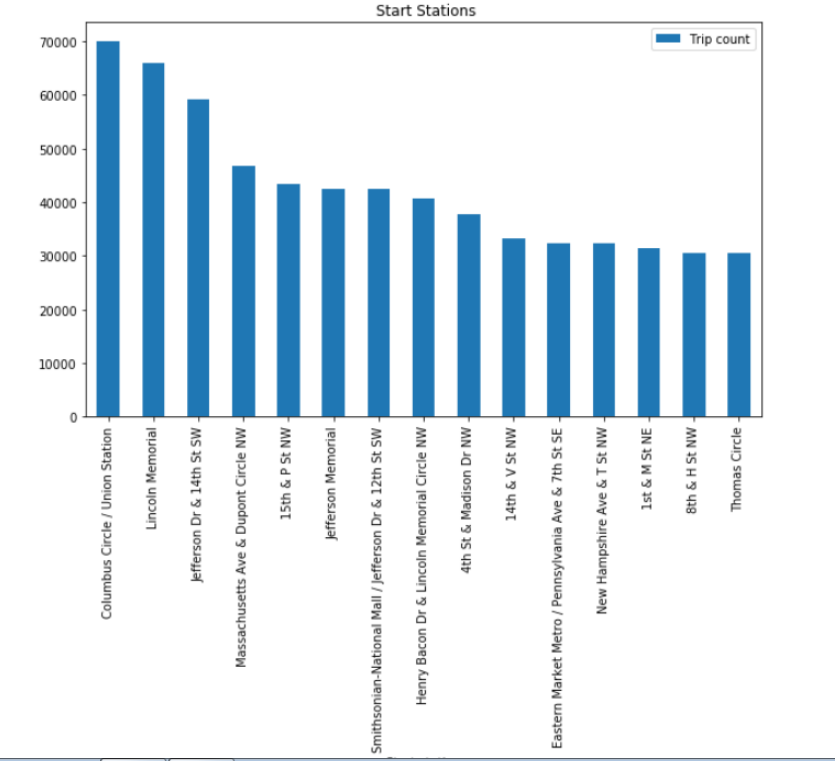 Start Stations
Trip count
70000
60000
50000
40000
30000
20000
10000
0
Columbus Circle / Union Station
Lincoln Memorial
Jefferson Dr & 14th St SW
Massachusetts Ave & Dupont Circle NW
15th & P St NW
Jefferson Memorial
Smithsonian-National Mall / Jefferson Dr & 12th St SW
Henry Bacon Dr & Lincoln Memorial Circle NW
4th St & Madison Dr NW
14th & V St NW
Eastern Market Metro / Pennsylvania Ave & 7th St SE
New Hampshire Ave & T St NW
1st & M St NE
8th & H St NW
Thomas Circle